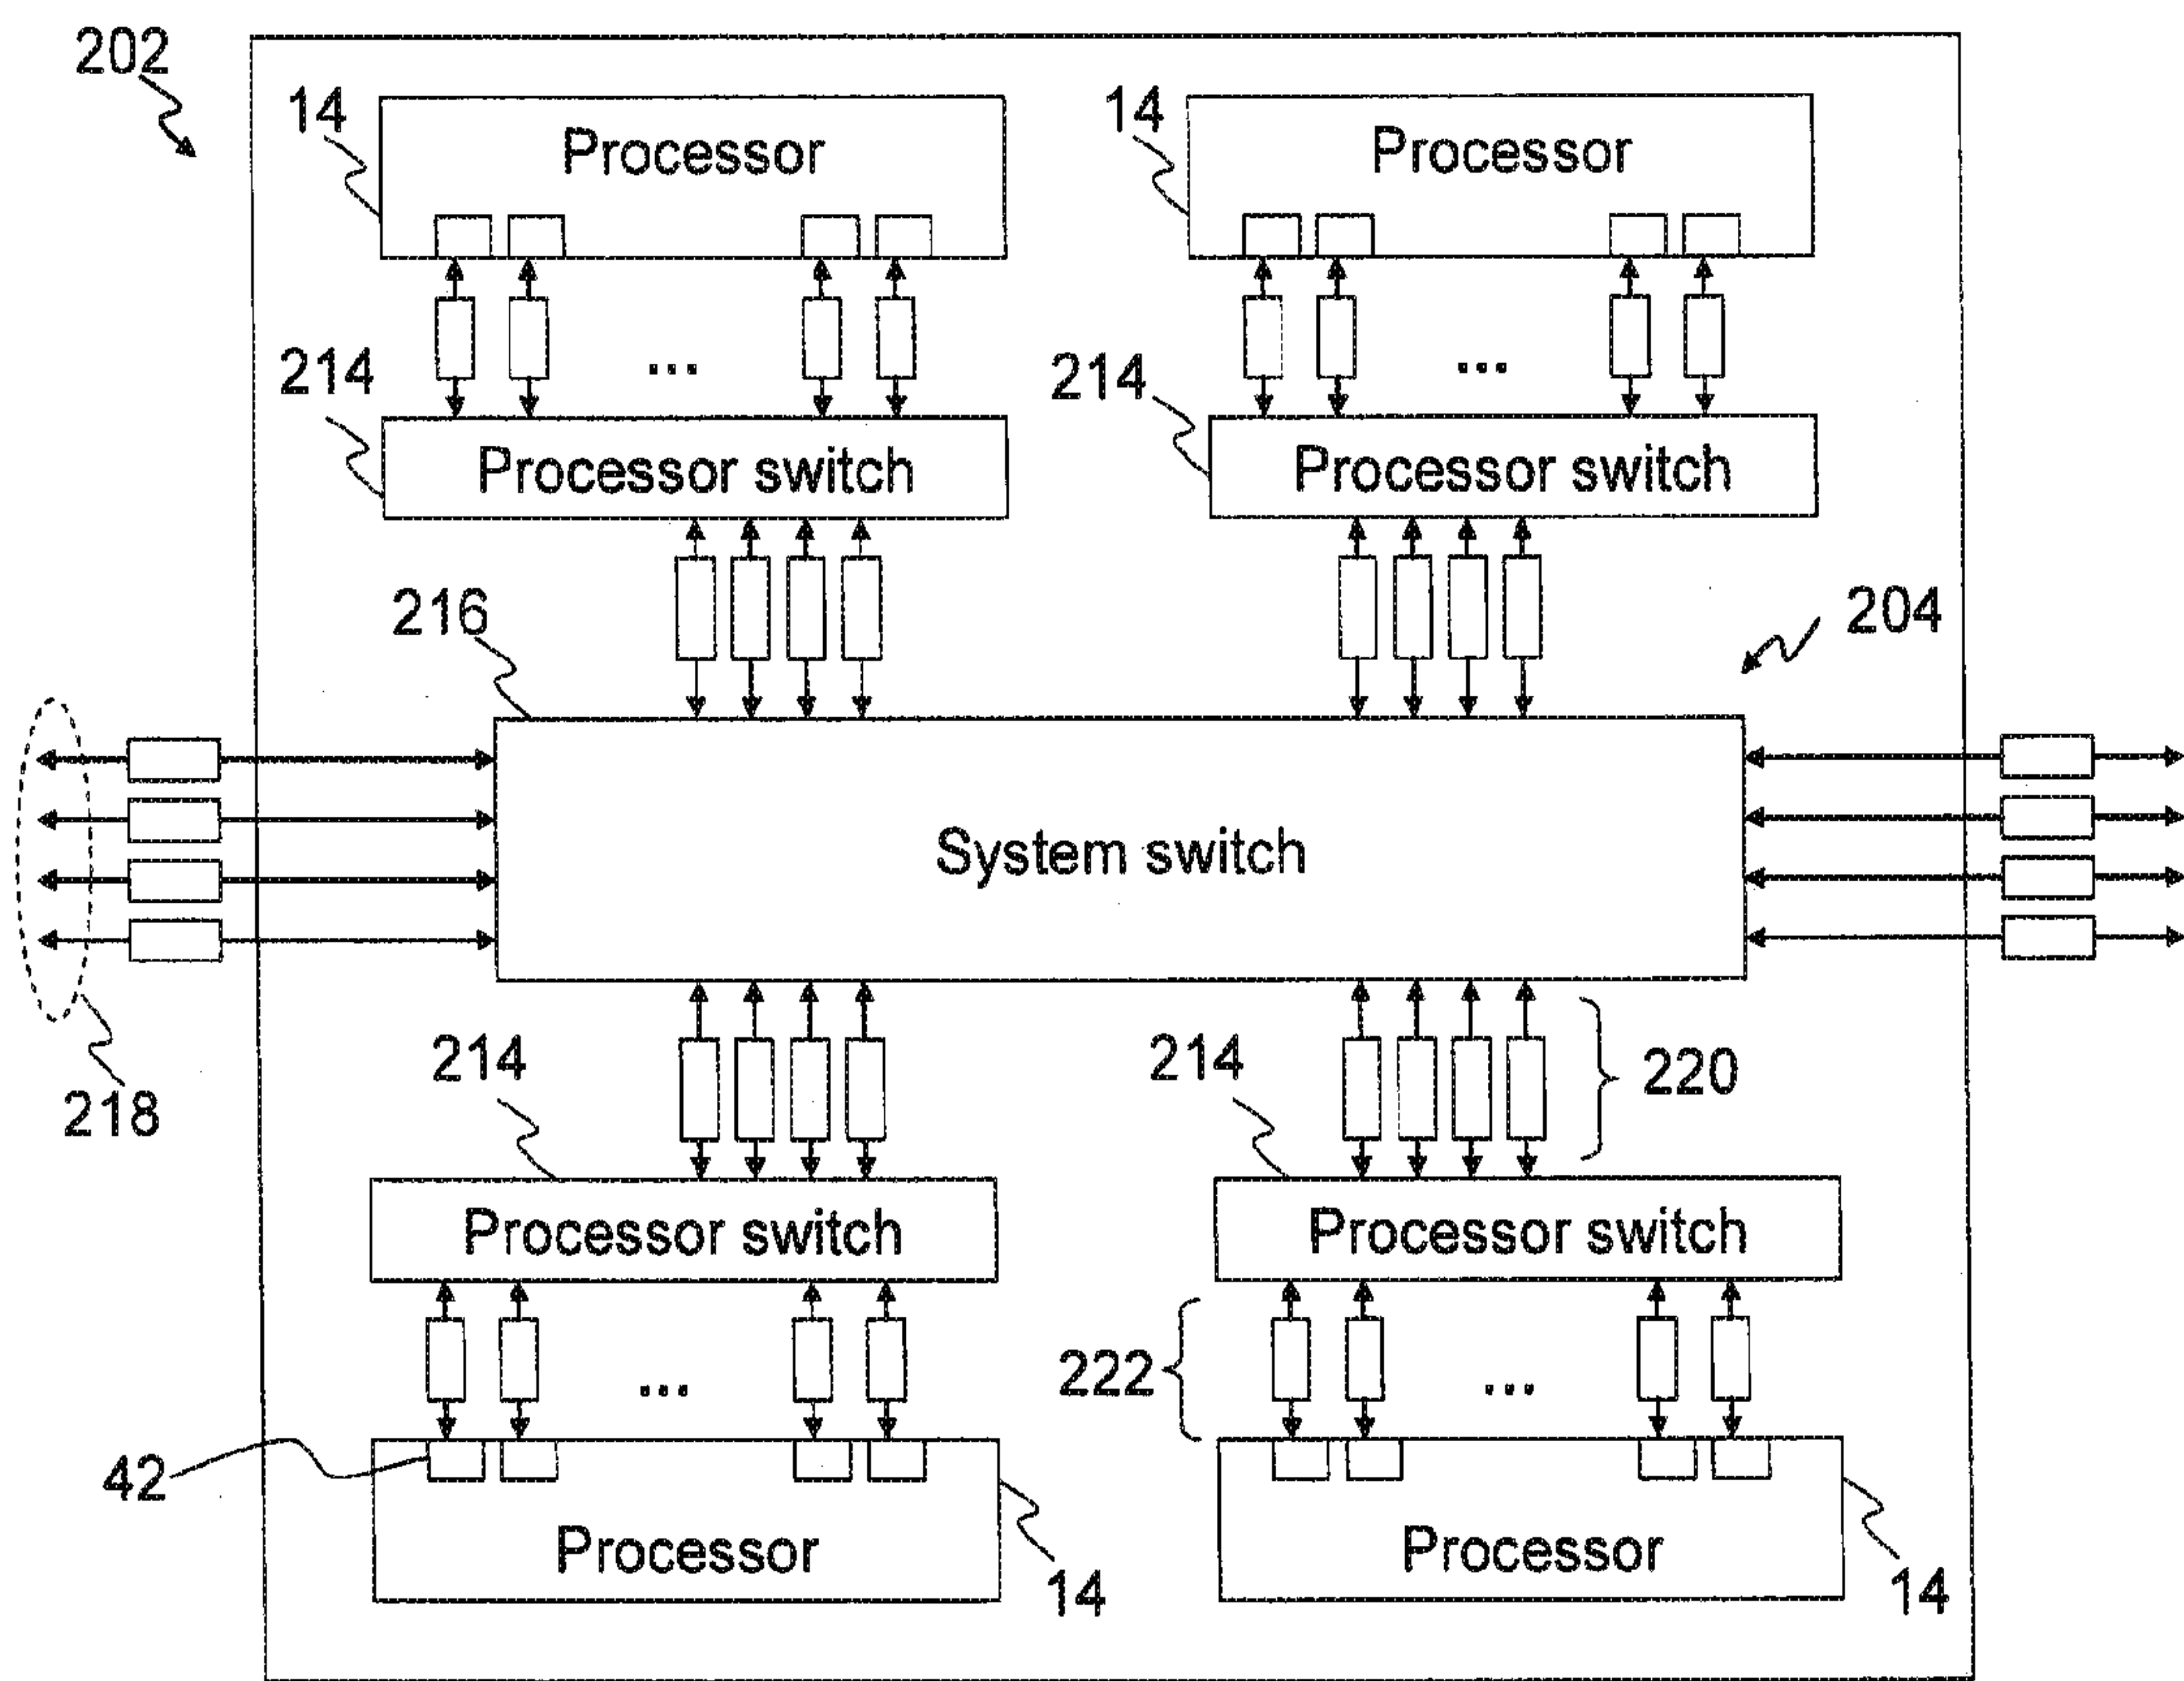 202
14
Processor
14
Processor
...
...
214
Processor switch
214
Processor switch
216
204
System switch
218
214
214
220
Processor switch
Processor switch
222
...
...
42
Processor
14
Processor
14